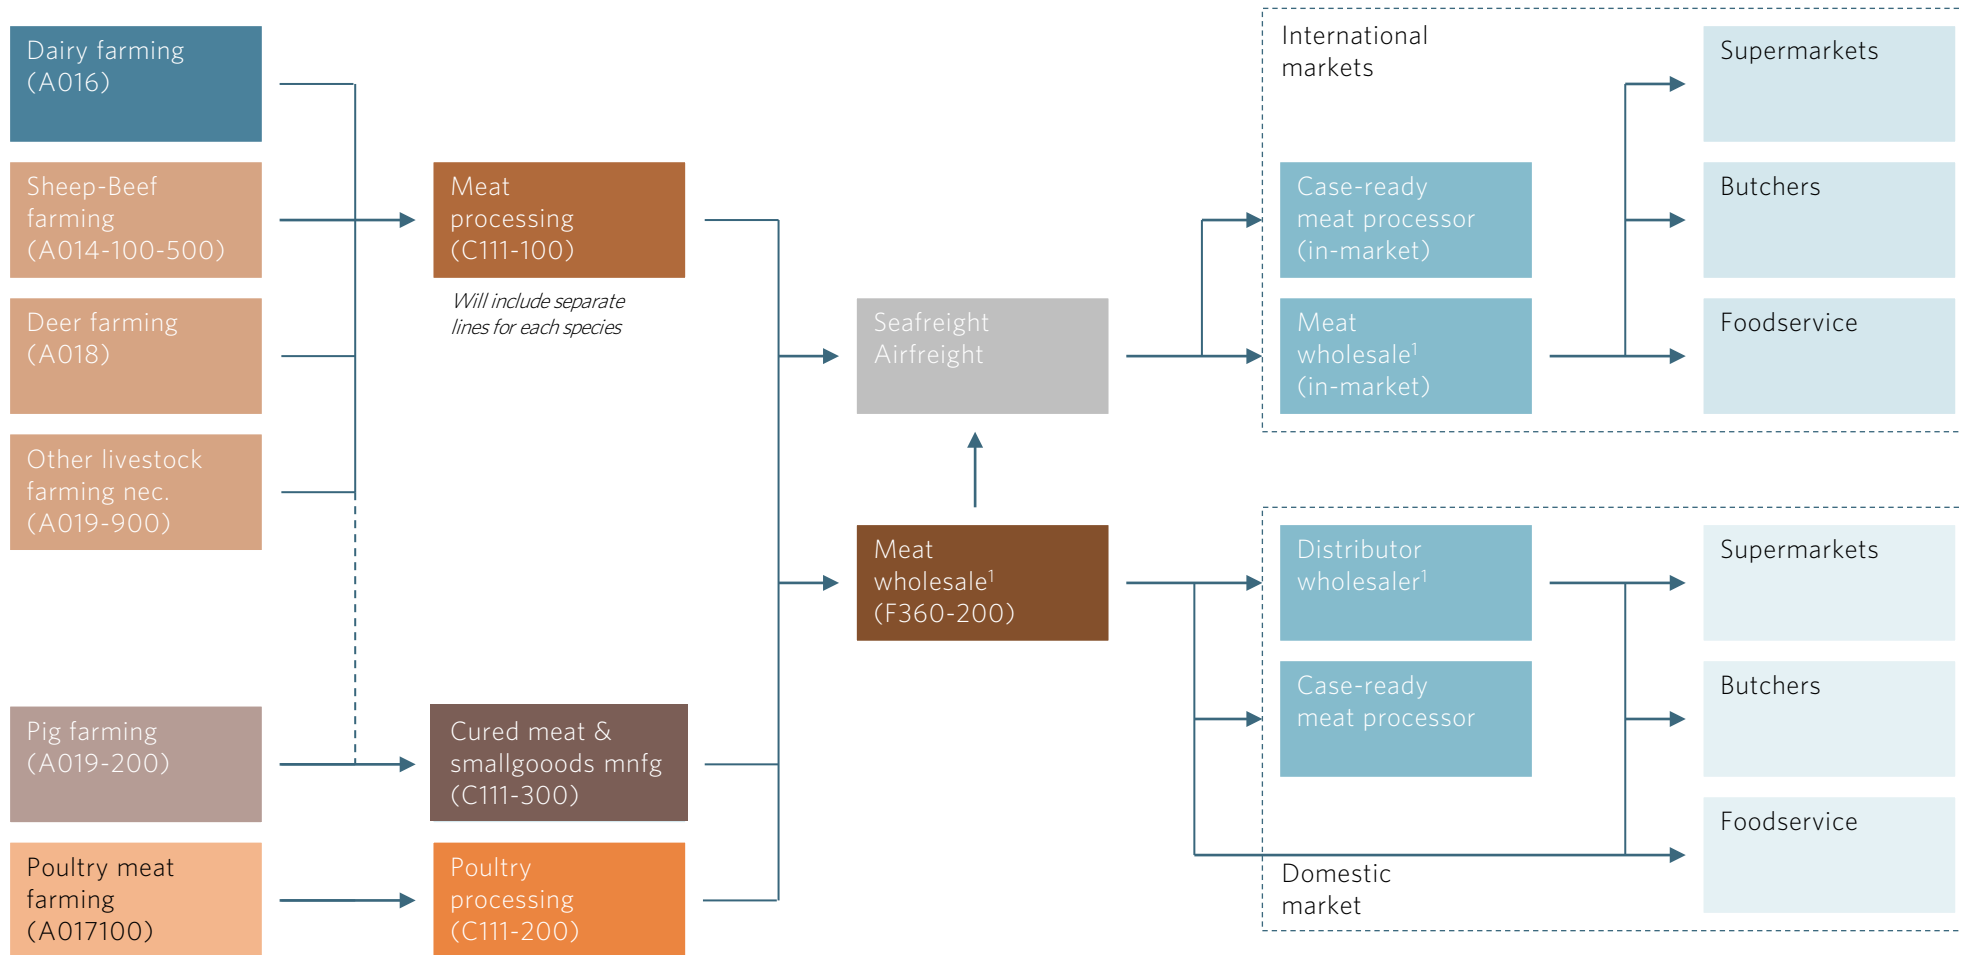 Dairy farming
(A016)
Sheep-Beef
farming
(A014-100-500)
Deer farming
(A018)
Other livestock
farming nec.
(A019-900)
Pig farming
(A019-200)
Poultry meat
farming
(A017100)
Meat
processing
(C111-100)
Will include separate
lines for each species
Cured meat &
smallgooods mnfg
(C111-300)
Poultry
processing
(C111-200)
Seafreight
Airfreight
Meat
wholesale¹
(F360-200)
International
markets
Case-ready
meat processor
(in-market)
Meat
wholesale¹
(in-market)
Supermarkets
Butchers
Foodservice
Distributor
wholesaler¹
Case-ready
meat processor
Domestic
market
Supermarkets
Butchers
Foodservice